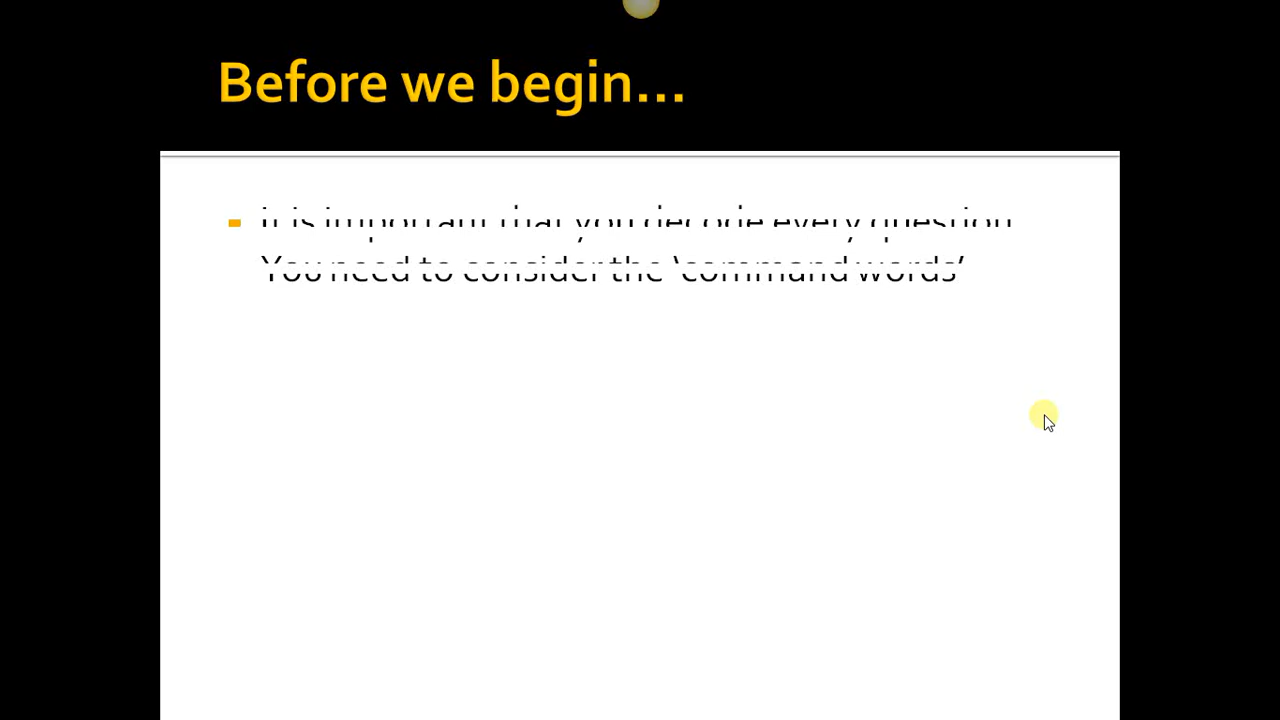 Before we begin...
It is important that you decode every question
You need to consider the 'command words'